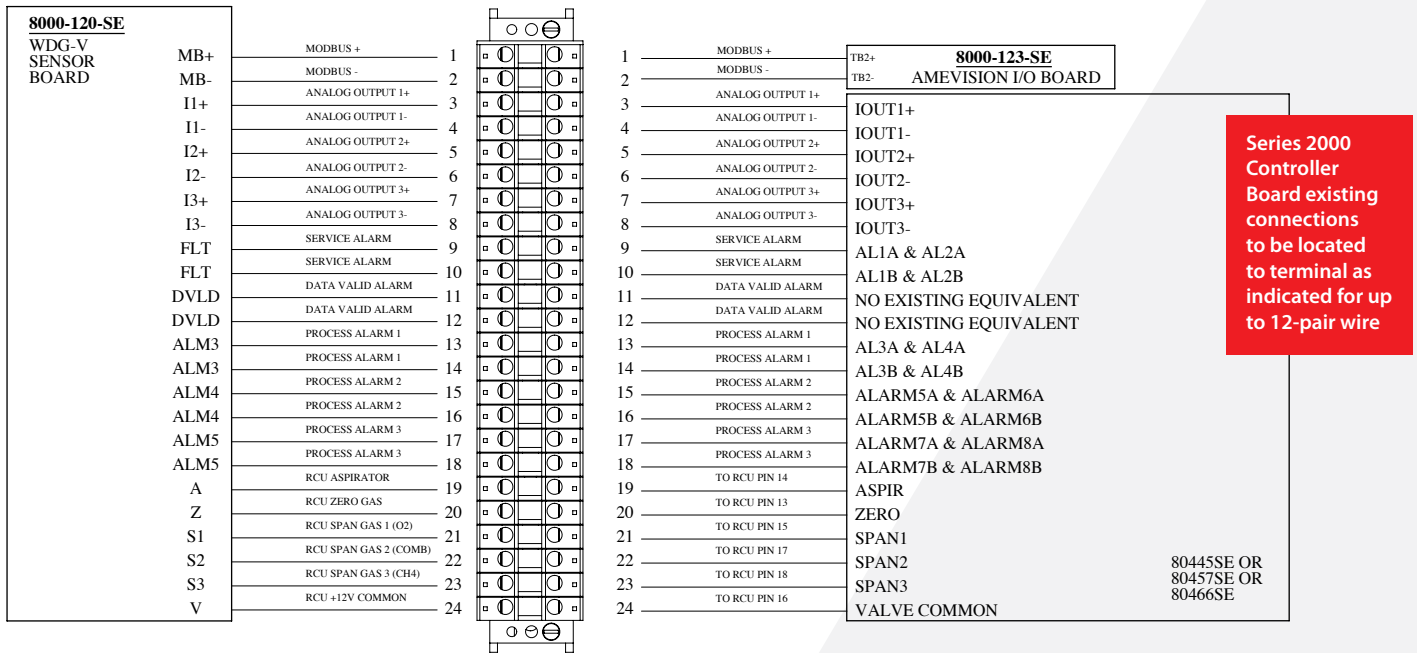 8000-120-SE
WDG-V
SENSOR
BOARD
MB+ MODBUS + 1
MB- MODBUS - 2
I1+ ANALOG OUTPUT 1+ 3
I1- ANALOG OUTPUT 1- 4
I2+ ANALOG OUTPUT 2+ 5
I2- ANALOG OUTPUT 2- 6
I3+ ANALOG OUTPUT 3+ 7
I3- ANALOG OUTPUT 3- 8
FLT SERVICE ALARM 9
FLT SERVICE ALARM 10
DVLD DATA VALID ALARM 11
DVLD DATA VALID ALARM 12
ALM3 PROCESS ALARM 1 13
ALM3 PROCESS ALARM 1 14
ALM4 PROCESS ALARM 2 15
ALM4 PROCESS ALARM 2 16
ALM5 PROCESS ALARM 3 17
ALM5 PROCESS ALARM 3 18
A RCU ASPIRATOR 19
Z RCU ZERO GAS 20
S1 RCU SPAN GAS 1 (O2) 21
S2 RCU SPAN GAS 2 (COMB) 22
S3 RCU SPAN GAS 3 (CH4) 23
V RCU +12V COMMON 24
1 MODBUS + TB2+
2 MODBUS - TB2-
8000-123-SE
AMEVISION I/O BOARD
3 ANALOG OUTPUT 1+ IOUT1+
4 ANALOG OUTPUT 1- IOUT1-
5 ANALOG OUTPUT 2+ IOUT2+
6 ANALOG OUTPUT 2- IOUT2-
7 ANALOG OUTPUT 3+ IOUT3+
8 ANALOG OUTPUT 3- IOUT3-
9 SERVICE ALARM AL1A & AL2A
10 SERVICE ALARM AL1B & AL2B
11 DATA VALID ALARM NO EXISTING EQUIVALENT
12 DATA VALID ALARM NO EXISTING EQUIVALENT
13 PROCESS ALARM 1 AL3A & AL4A
14 PROCESS ALARM 1 AL3B & AL4B
15 PROCESS ALARM 2 ALARM5A & ALARM6A
16 PROCESS ALARM 2 ALARM5B & ALARM6B
17 PROCESS ALARM 3 ALARM7A & ALARM8A
18 PROCESS ALARM 3 ALARM7B & ALARM8B
19 TO RCU PIN 14 ASPIR
20 TO RCU PIN 13 ZERO
21 TO RCU PIN 15 SPAN1
22 TO RCU PIN 17 SPAN2
23 TO RCU PIN 18 SPAN3
24 TO RCU PIN 16 VALVE COMMON
80445SE OR
80457SE OR
80466SE
Series 2000
Controller
Board existing
connections
to be located
to terminal as
indicated for up
to 12-pair wire